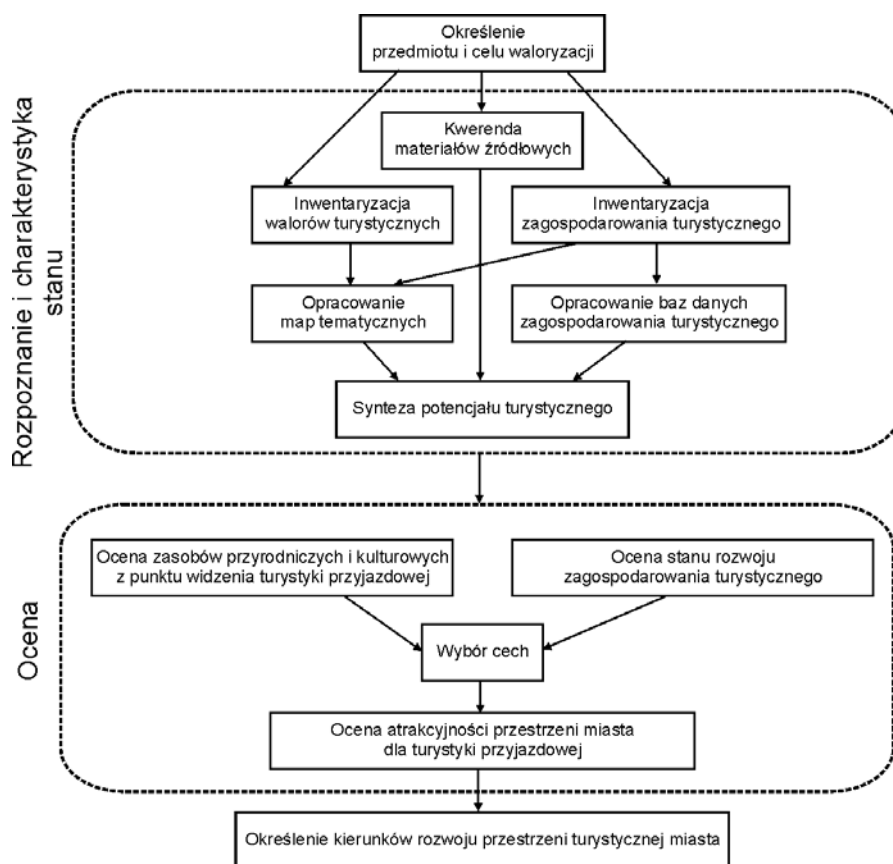 Określenie
przedmiotu i celu waloryzacji
Rozpoznanie i charakterystyka
stanu
Kwerenda
materiałów źródłowych
Inwentaryzacja
walorów turystycznych
Inwentaryzacja
zagospodarowania turystycznego
Opracowanie
map tematycznych
Opracowanie baz danych
zagospodarowania turystycznego
Synteza potencjału turystycznego
Ocena
Ocena zasobów przyrodniczych i kulturowych
z punktu widzenia turystyki przyjazdowej
Ocena stanu rozwoju
zagospodarowania turystycznego
Wybór cech
Ocena atrakcyjności przestrzeni miasta
dla turystyki przyjazdowej
Określenie kierunków rozwoju przestrzeni turystycznej miasta